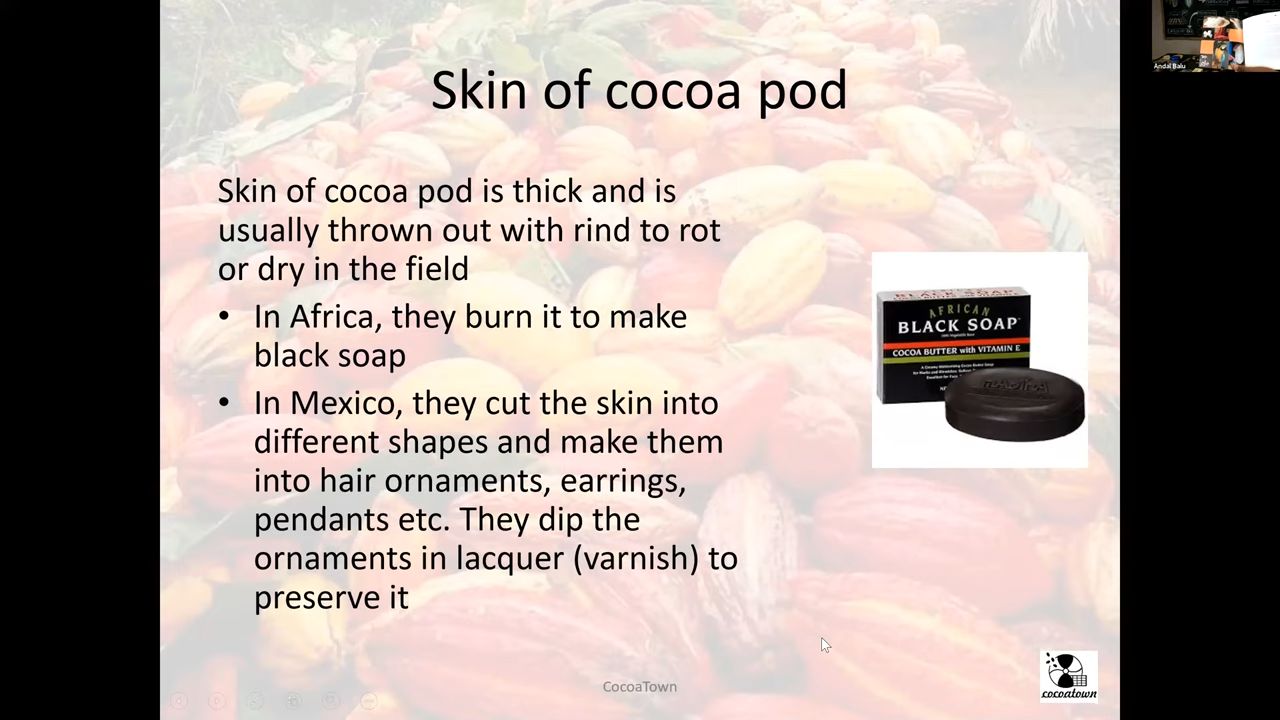 Andal Balu
Skin of cocoa pod
Skin of cocoa pod is thick and is
usually thrown out with rind to rot
or dry in the field
• In Africa, they burn it to make
black soap
• In Mexico, they cut the skin into
different shapes and make them
into hair ornaments, earrings,
pendants etc. They dip the
ornaments in lacquer (varnish) to
preserve it
AFRICAN
BLACK SOAP
COCOA BUTTER with VITAMIN E
CocoaTown
cocoatown